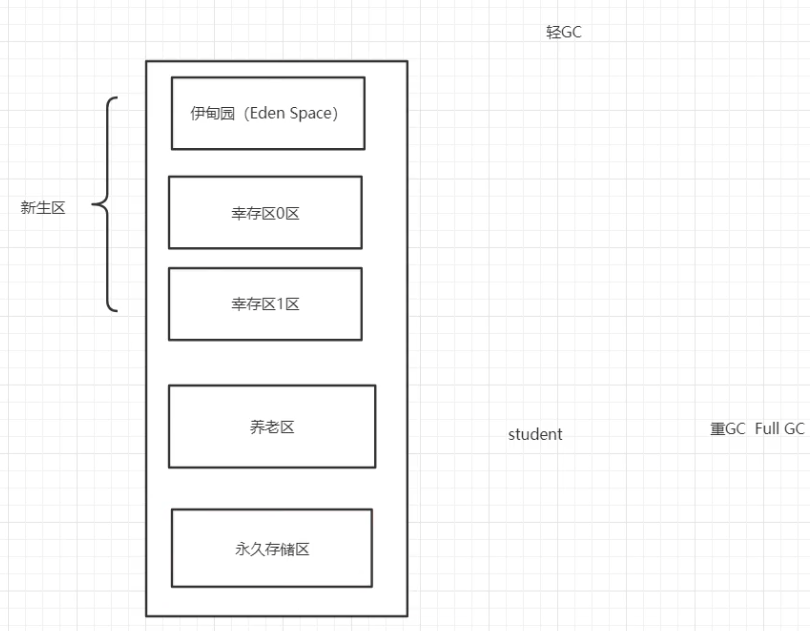 轻GC
伊甸园（Eden Space）
新生区
幸存区0区
幸存区1区
养老区
student
重GC Full GC
永久存储区